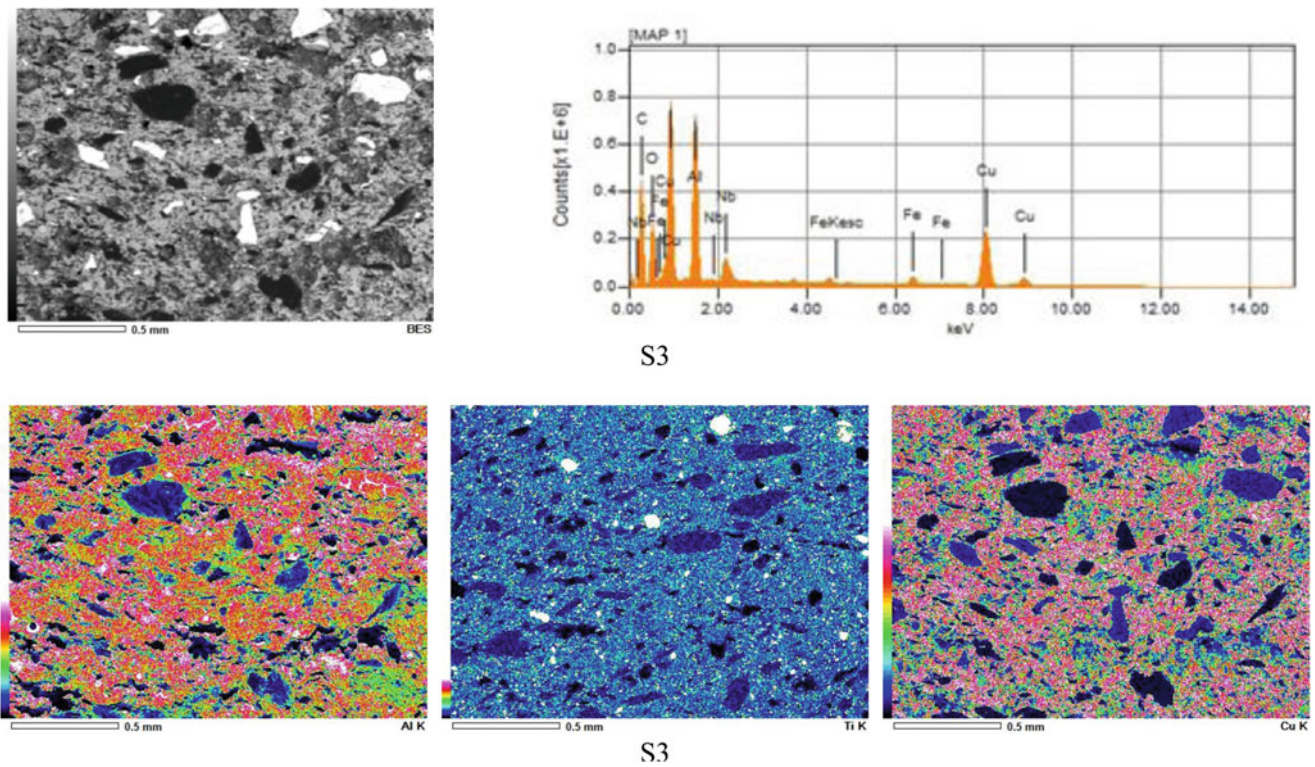 [MAP 1]
Counts[x1.E+6]
1.0
0.8
0.6
0.4
0.2
0.0
C
O
Cu
Fe
Nb
Fe
Cu
Al
Nb
Nb
FeKesc
Fe
Fe
Cu
Cu
0.00 2.00 4.00 6.00 8.00 10.00 12.00 14.00
keV
0.5 mm BES
S3
0.5 mm Al K
0.5 mm Ti K
0.5 mm Cu K
S3